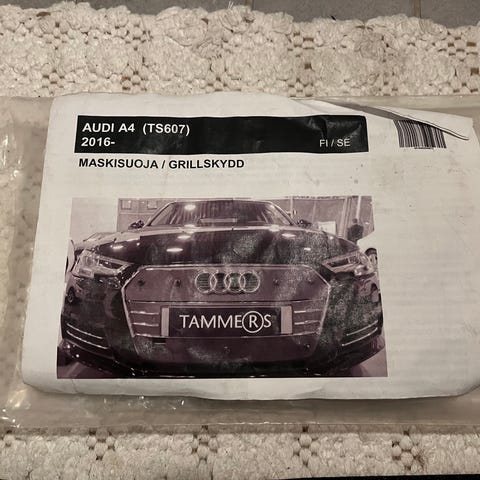 AUDI A4 (TS607)
2016-
FI / SE
MASKISUOJA / GRILLSKYDD
TAMMERS